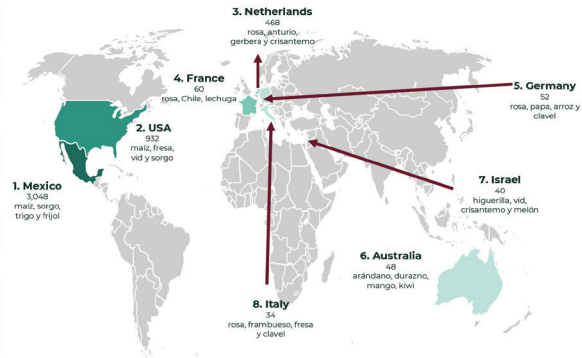 3. Netherlands
468
rosa, anturio,
gerbera y crisantemo
4. France
60
rosa, Chile, lechuga
5. Germany
52
rosa, papa, arroz y
clavel
2. USA
932
maíz, fresa,
vid y sorgo
1. Mexico
3,048
maíz, sorgo,
trigo y frijol
7. Israel
40
higuerilla, vid,
crisantemo y melón
6. Australia
48
arándano, durazno,
mango, kiwi
8. Italy
34
rosa, frambueso, fresa
y clavel